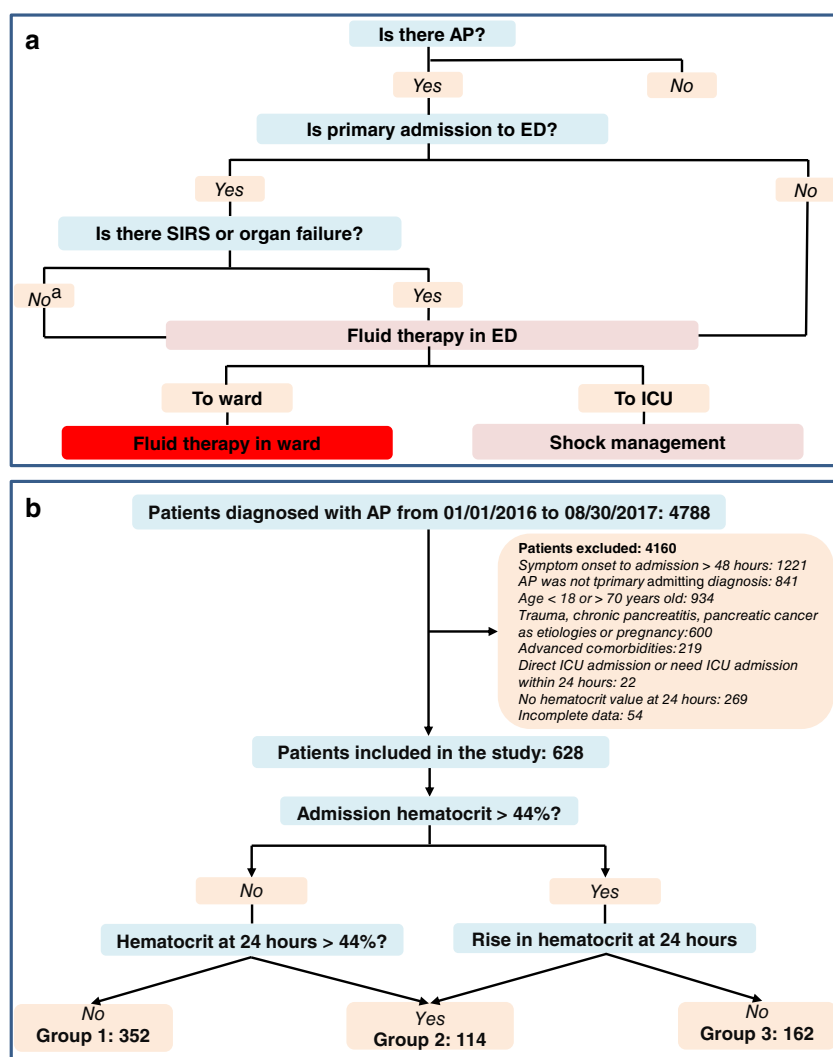 a
Is there AP?
Yes
No
Is primary admission to ED?
Yes
No
Is there SIRS or organ failure?
Noa
Yes
Fluid therapy in ED
To ward
To ICU
Fluid therapy in ward
Shock management
b
Patients diagnosed with AP from 01/01/2016 to 08/30/2017: 4788
Patients excluded: 4160
Symptom onset to admission > 48 hours: 1221
AP was not tprimary admitting diagnosis: 841
Age < 18 or > 70 years old: 934
Trauma, chronic pancreatitis, pancreatic cancer
as etiologies or pregnancy:600
Advanced co-morbidities: 219
Direct ICU admission or need ICU admission
within 24 hours: 22
No hematocrit value at 24 hours: 269
Incomplete data: 54
Patients included in the study: 628
Admission hematocrit > 44%?
No
Yes
Hematocrit at 24 hours > 44%?
Rise in hematocrit at 24 hours
No
Group 1: 352
Yes
Group 2: 114
No
Group 3: 162